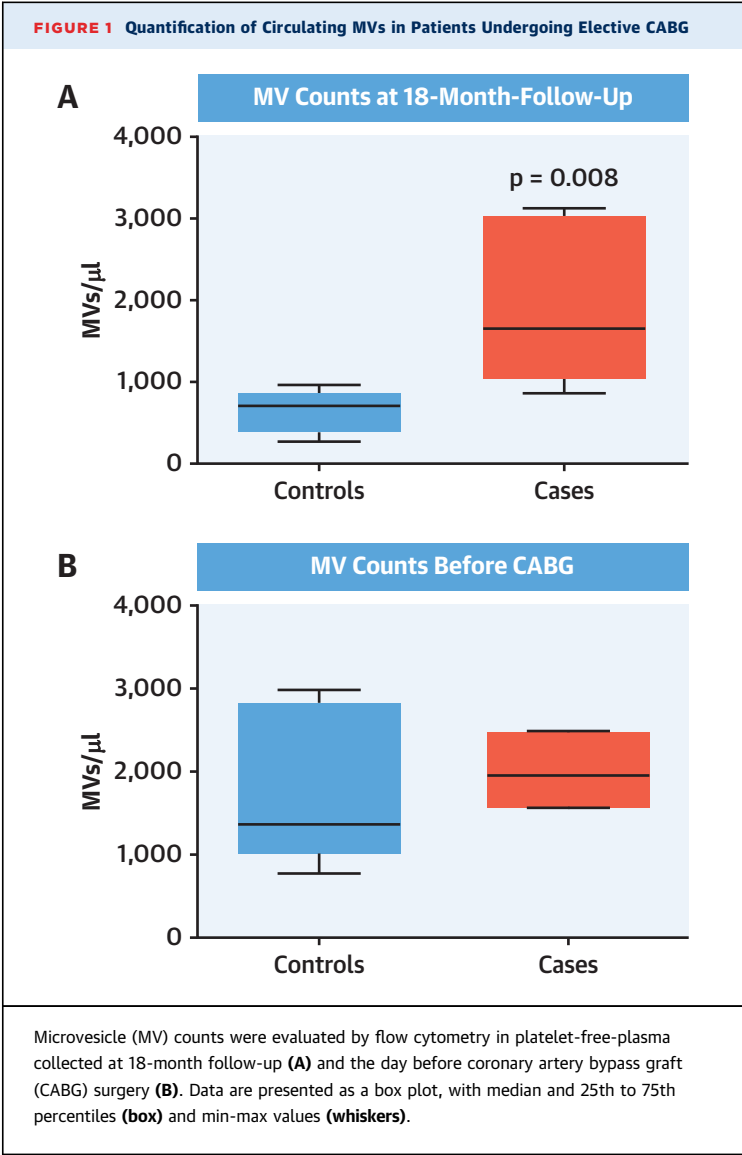 FIGURE 1 Quantification of Circulating MVs in Patients Undergoing Elective CABG
A
MV Counts at 18-Month-Follow-Up
4,000
3,000
2,000
1,000
0
MVs/µl
p = 0.008
Controls
Cases
B
MV Counts Before CABG
4,000
3,000
2,000
1,000
0
MVs/µl
Controls
Cases
Microvesicle (MV) counts were evaluated by flow cytometry in platelet-free-plasma
collected at 18-month follow-up (A) and the day before coronary artery bypass graft
(CABG) surgery (B). Data are presented as a box plot, with median and 25th to 75th
percentiles (box) and min-max values (whiskers).